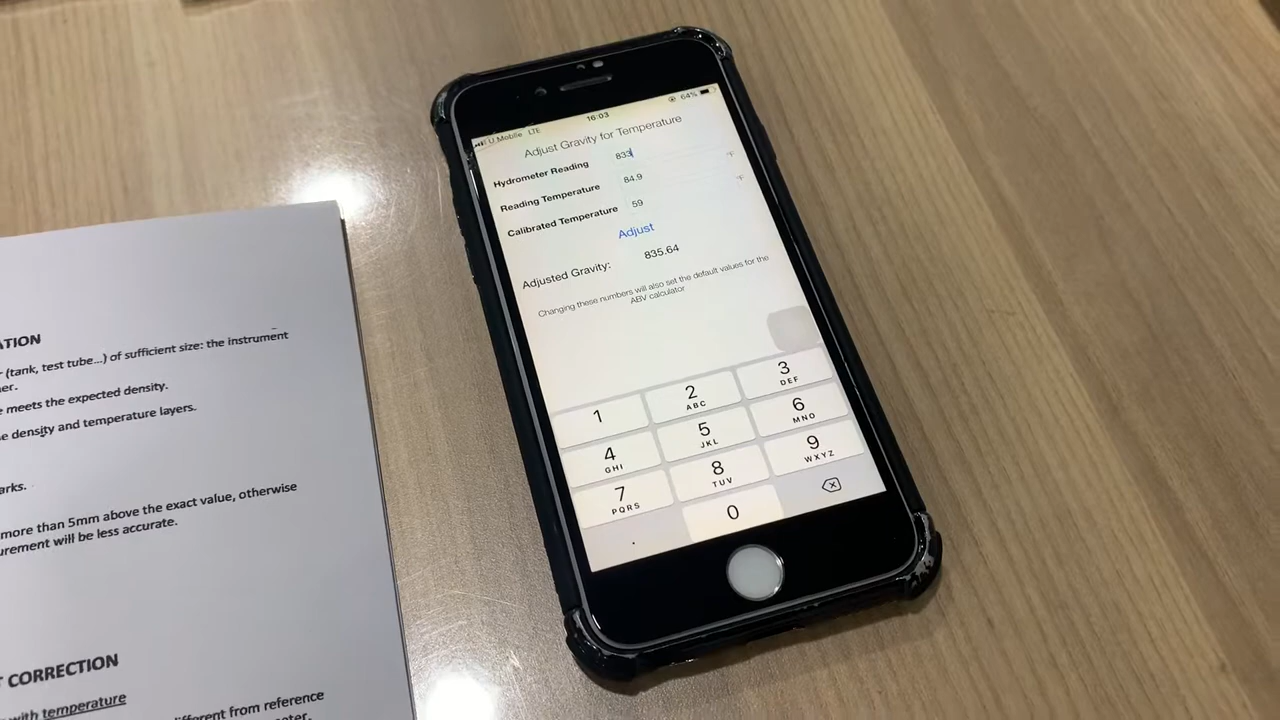 ATION
(tank, test tube...) of sufficient size: the instrument
er.
e meets the expected density.
e density and temperature layers.
arks.
more than 5mm above the exact value, otherwise
urement will be less accurate.
T CORRECTION
with temperature
different from reference
U Mobile LTE 16:03 64%
Adjust Gravity for Temperature
Hydrometer Reading 833
Reading Temperature 84.9 °F
Calibrated Temperature 59 °F
Adjust
Adjusted Gravity: 835.64
Changing these numbers will also set the default values for the
ABV calculator
1 2 ABC 3 DEF
4 GHI 5 JKL 6 MNO
7 PQRS 8 TUV 9 WXYZ
. 0